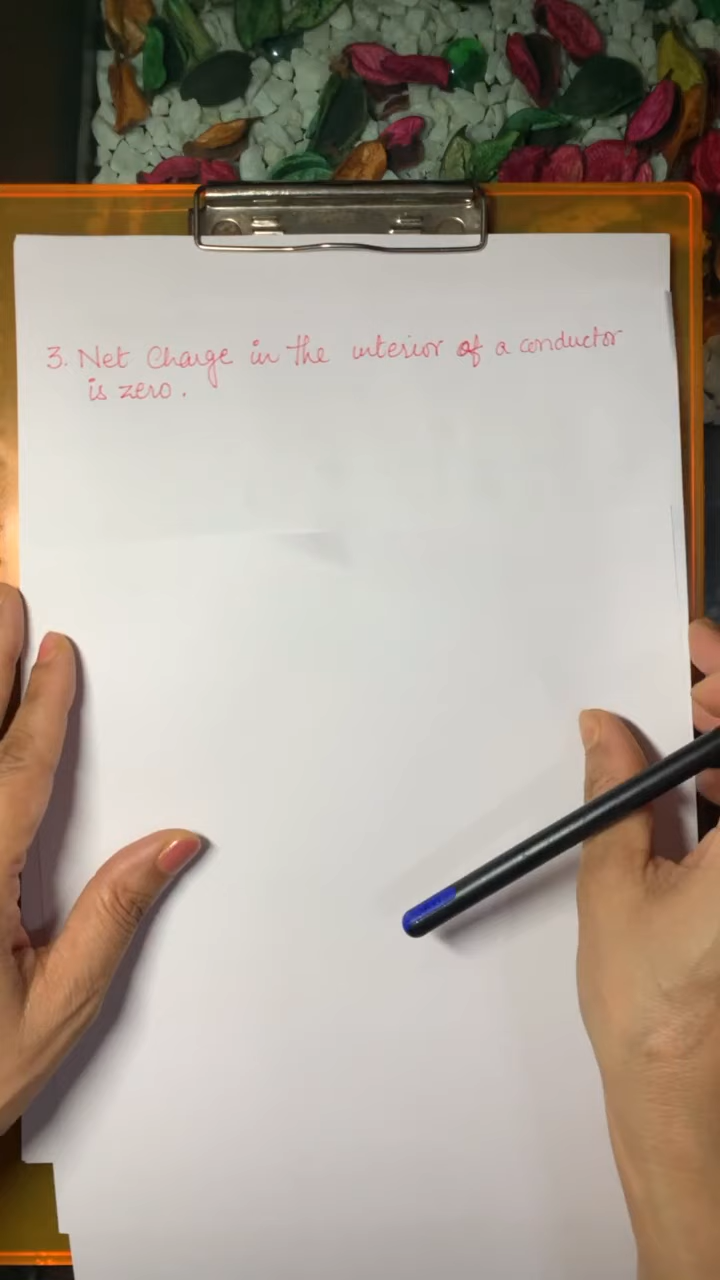 3. Net Charge in the interior of a conductor
is zero.